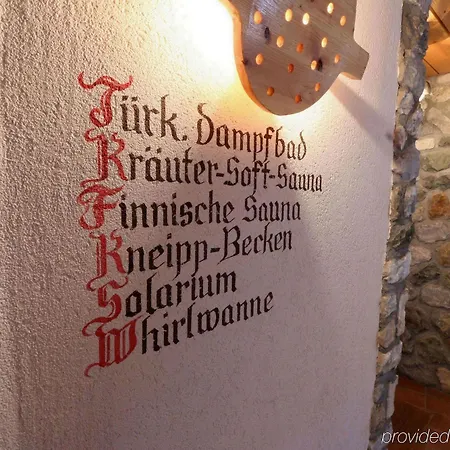 Türk. Dampfbad
Kräuter-Soft-Sauna
Finnische Sauna
Kneipp-Becken
Solarium
Whirlwanne
provided